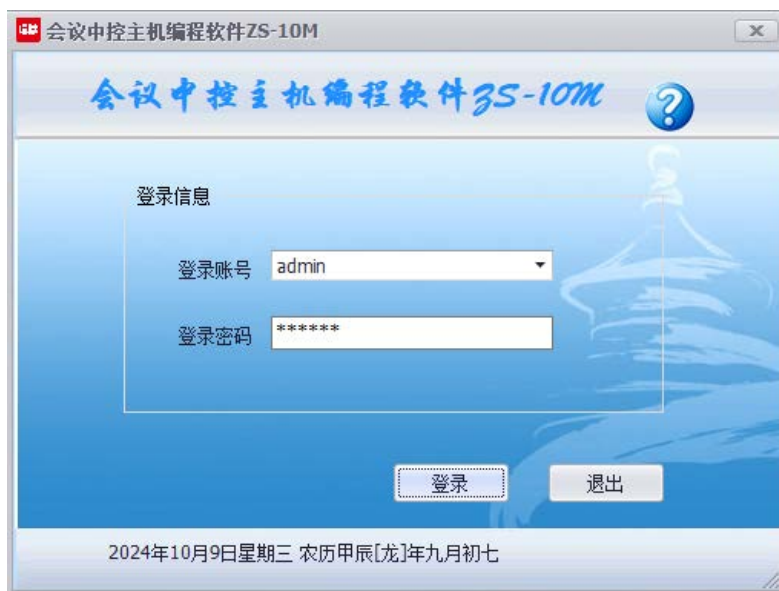 会议中控主机编程软件ZS-10M
会议中控主机编程软件ZS-10M
登录信息
登录账号 admin
登录密码 ******
登录 退出
2024年10月9日星期三 农历甲辰[龙]年九月初七